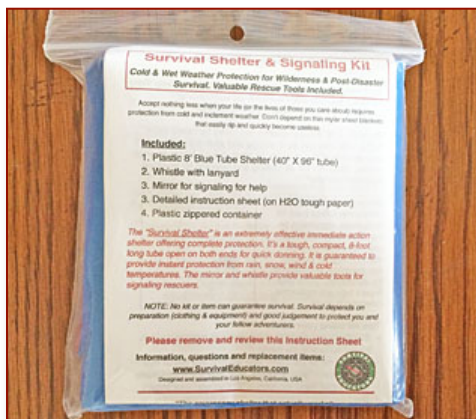 Survival Shelter & Signaling Kit
Cold & Wet Weather Protection for Wilderness & Post-Disaster
Survival. Valuable Rescue Tools Included.
Accept nothing less when your life (or the lives of those you care about) requires
protection from cold and inclement weather. Don't depend on thin mylar sheet blankets
that easily rip and quickly become useless
Included:
1. Plastic 8' Blue Tube Shelter (40" X 96" tube)
2. Whistle with lanyard
3. Mirror for signaling for help
3. Detailed instruction sheet (on H2O tough paper)
4. Plastic zippered container
The "Survival Shelter" is an extremely effective immediate action
shelter offering complete protection. It's a tough, compact, 8-foot
long tube open on both ends for quick donning. It is guaranteed to
provide instant protection from rain, snow, wind & cold
temperatures. The mirror and whistle provide valuable tools for
signaling rescuers.
NOTE: No kit or item can guarantee survival. Survival depends on
preparation (clothing & equipment) and good judgement to protect you and
your fellow adventurers.
Please remove and review this Instruction Sheet
Information, questions and replacement items:
www.SurvivalEducators.com
Designed and assembled in Los Angeles, California, USA